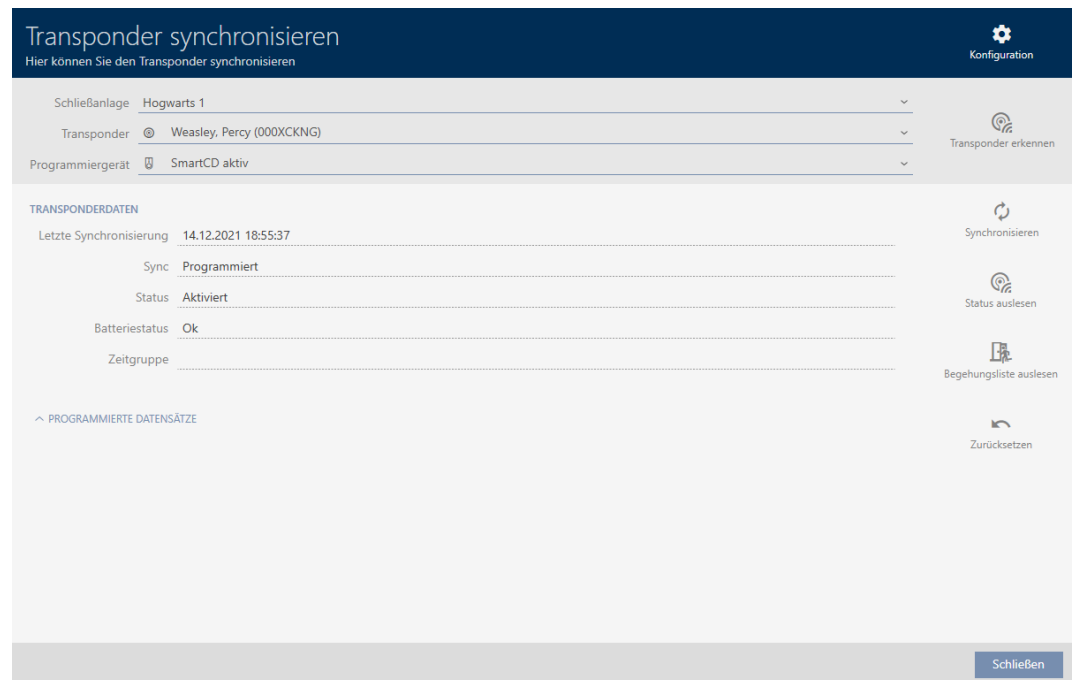 Transponder synchronisieren
Hier können Sie den Transponder synchronisieren
Konfiguration
Schließanlage Hogwarts 1
Transponder Weasley, Percy (000XCKNG)
Programmiergerät SmartCD aktiv
Transponder erkennen
TRANSPONDERDATEN
Letzte Synchronisierung 14.12.2021 18:55:37
Sync Programmiert
Status Aktiviert
Batteriestatus Ok
Zeitgruppe
PROGRAMMIERTE DATENSÄTZE
Synchronisieren
Status auslesen
Begehungsliste auslesen
Zurücksetzen
Schließen